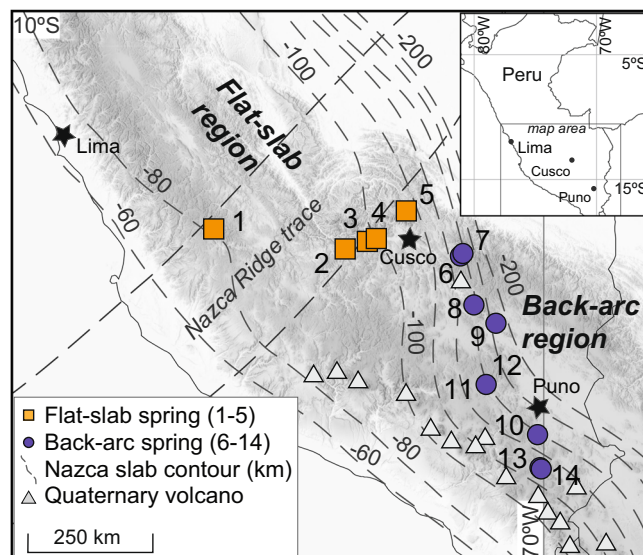 10°S
-100
-200
80°W
70°W
5°S
Peru
map area
Lima
Cusco
Puno
15°S
Flat-slab
region
Lima
-80
-60
1
Nazca Ridge trace
2
3
4
5
Cusco
6
7
-200
8
9
Back-arc
region
-100
12
11
Puno
10
13
14
-80
-60
70°W
Flat-slab spring (1-5)
Back-arc spring (6-14)
Nazca slab contour (km)
Quaternary volcano
250 km